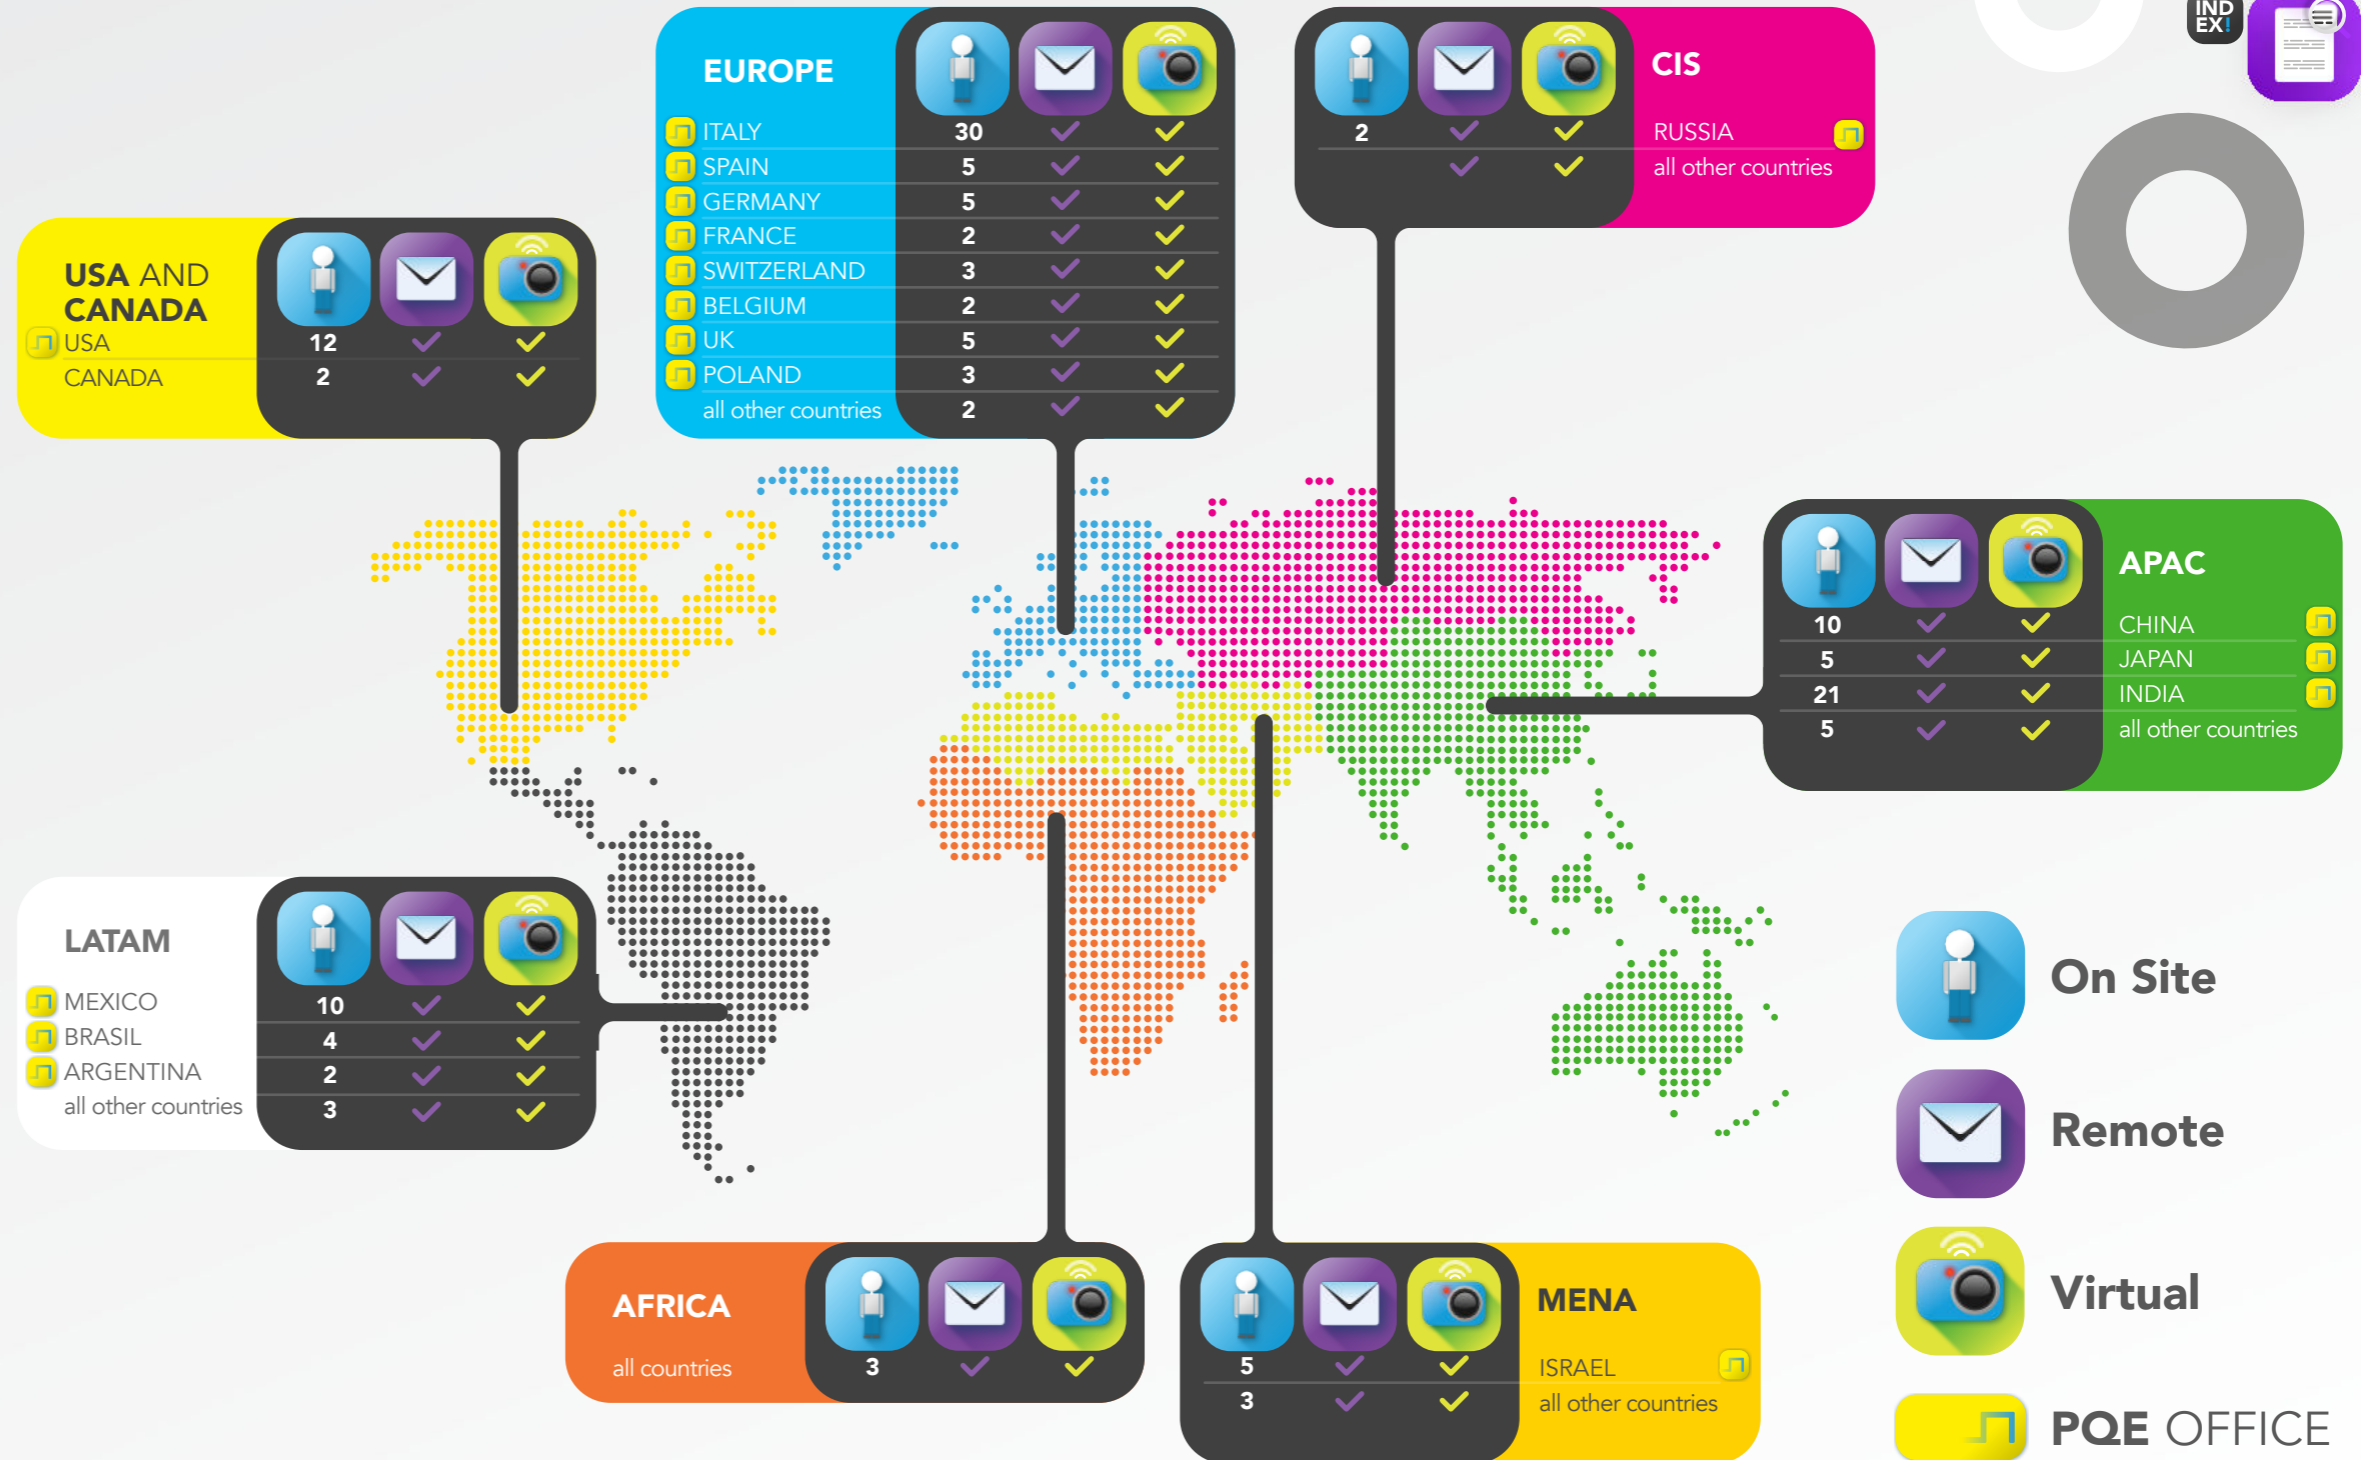 IND
EX!
EUROPE
ITALY 30
SPAIN 5
GERMANY 5
FRANCE 2
SWITZERLAND 3
BELGIUM 2
UK 5
POLAND 3
all other countries 2
CIS
2 RUSSIA
all other countries
USA AND
CANADA
USA 12
CANADA 2
APAC
10 CHINA
5 JAPAN
21 INDIA
5 all other countries
LATAM
MEXICO 10
BRASIL 4
ARGENTINA 2
all other countries 3
AFRICA
all countries 3
MENA
5 ISRAEL
3 all other countries
On Site
Remote
Virtual
PQE OFFICE